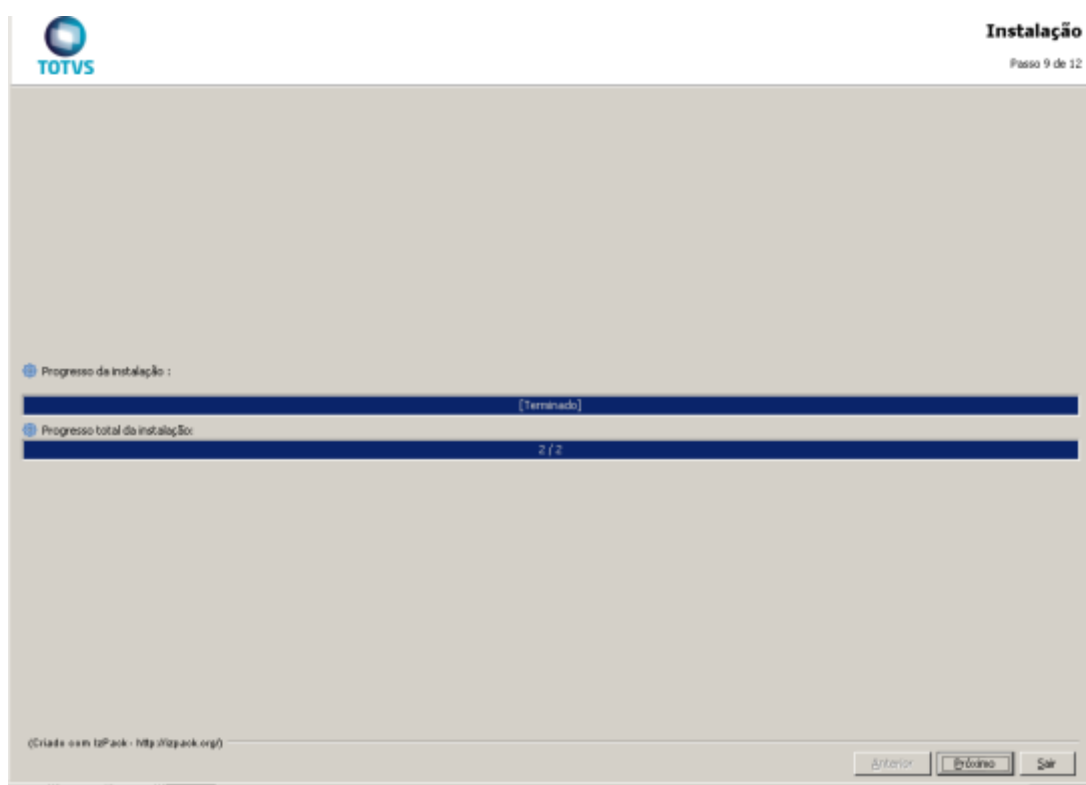 TOTVS
Instalação
Passo 9 de 12
Progresso da instalação :
[Terminado]
Progresso total da instalação:
2 / 2
(Criado com IzPack - http://izpack.org/)
Anterior
Próximo
Sair